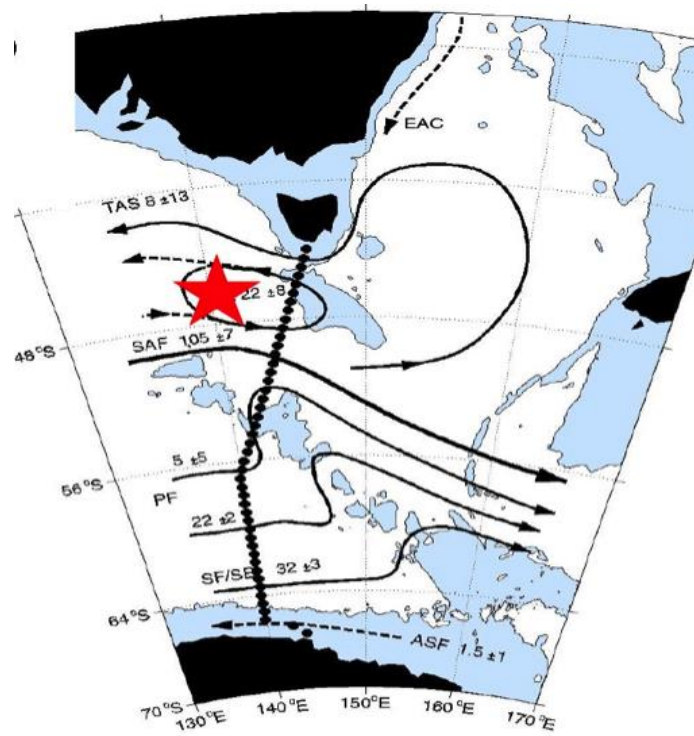 EAC
TAS 8 ±13
22 ±8
48 °S
SAF 105 ±7
5 ±5
56 °S
PF
22 ±2
SF/SB 32 ±3
64 °S
ASF 1.5 ±1
70 °S
130 °E
140 °E
150 °E
160 °E
170 °E